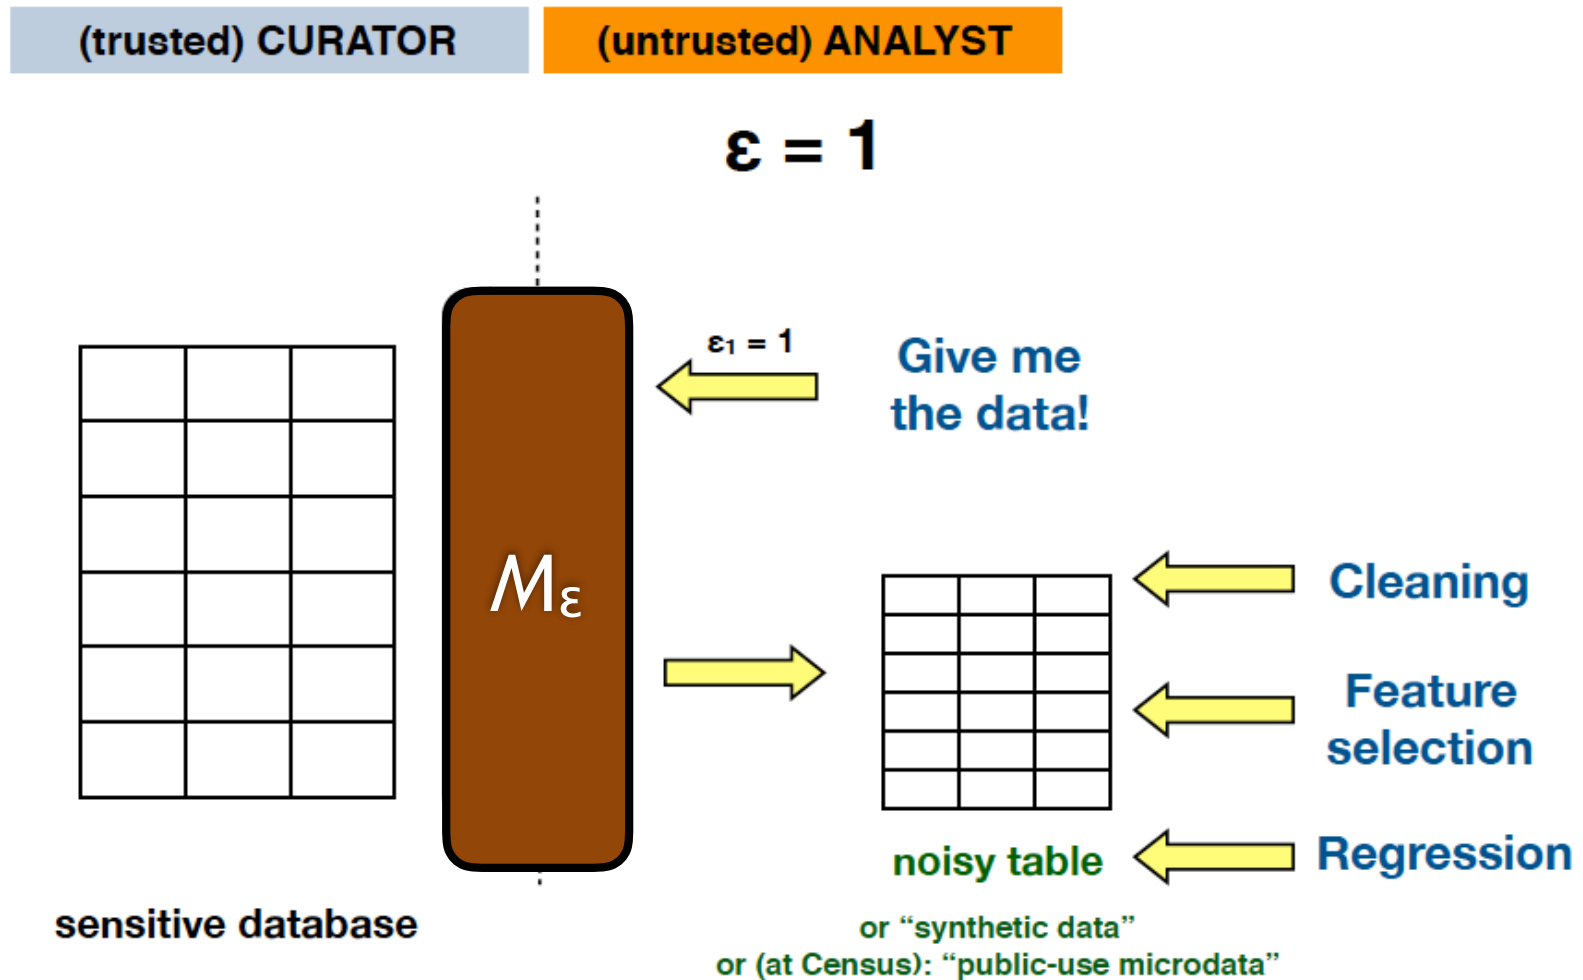 (trusted) CURATOR
(untrusted) ANALYST
ε = 1
ε₁ = 1
Give me
the data!
Mε
Cleaning
Feature
selection
Regression
noisy table
sensitive database
or “synthetic data”
or (at Census): “public-use microdata”